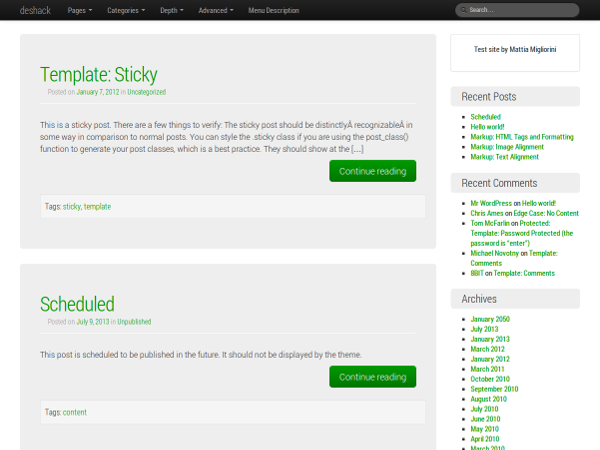 deshack Pages Categories Depth Advanced Menu Description Search...
Template: Sticky
Posted on January 7, 2012 in Uncategorized
This is a sticky post. There are a few things to verify: The sticky post should be distinctlyÂ recognizableÂ in
some way in comparison to normal posts. You can style the .sticky class if you are using the post_class()
function to generate your post classes, which is a best practice. They should show at the [.....]
Continue reading
Tags: sticky, template
Scheduled
Posted on July 9, 2013 in Unpublished
This post is scheduled to be published in the future. It should not be displayed by the theme.
Continue reading
Tags: content
Test site by Mattia Migliorini
Recent Posts
Scheduled
Hello world!
Markup: HTML Tags and Formatting
Markup: Image Alignment
Markup: Text Alignment
Recent Comments
Mr WordPress on Hello world!
Chris Ames on Edge Case: No Content
Tom McFarlin on Protected:
Template: Password Protected (the
password is "enter")
Michael Novotny on Template:
Comments
8BIT on Template: Comments
Archives
January 2050
July 2013
January 2013
March 2012
January 2012
March 2011
October 2010
September 2010
August 2010
July 2010
June 2010
May 2010
April 2010
March 2010